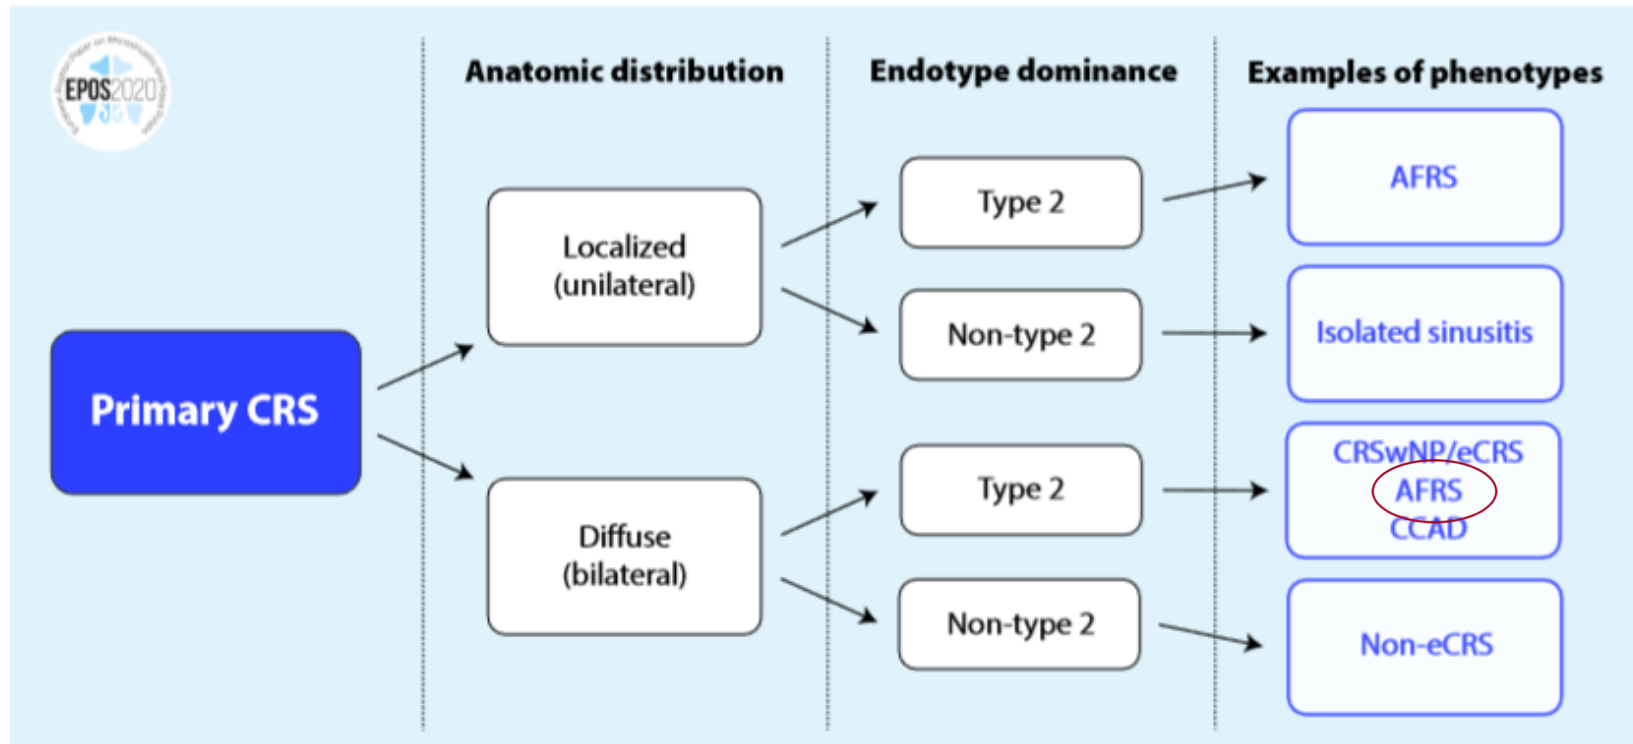 EPOS2020
Anatomic distribution
Endotype dominance
Examples of phenotypes
Primary CRS
Localized
(unilateral)
Diffuse
(bilateral)
Type 2
Non-type 2
Type 2
Non-type 2
AFRS
Isolated sinusitis
CRSwNP/eCRS
AFRS
CCAD
Non-eCRS